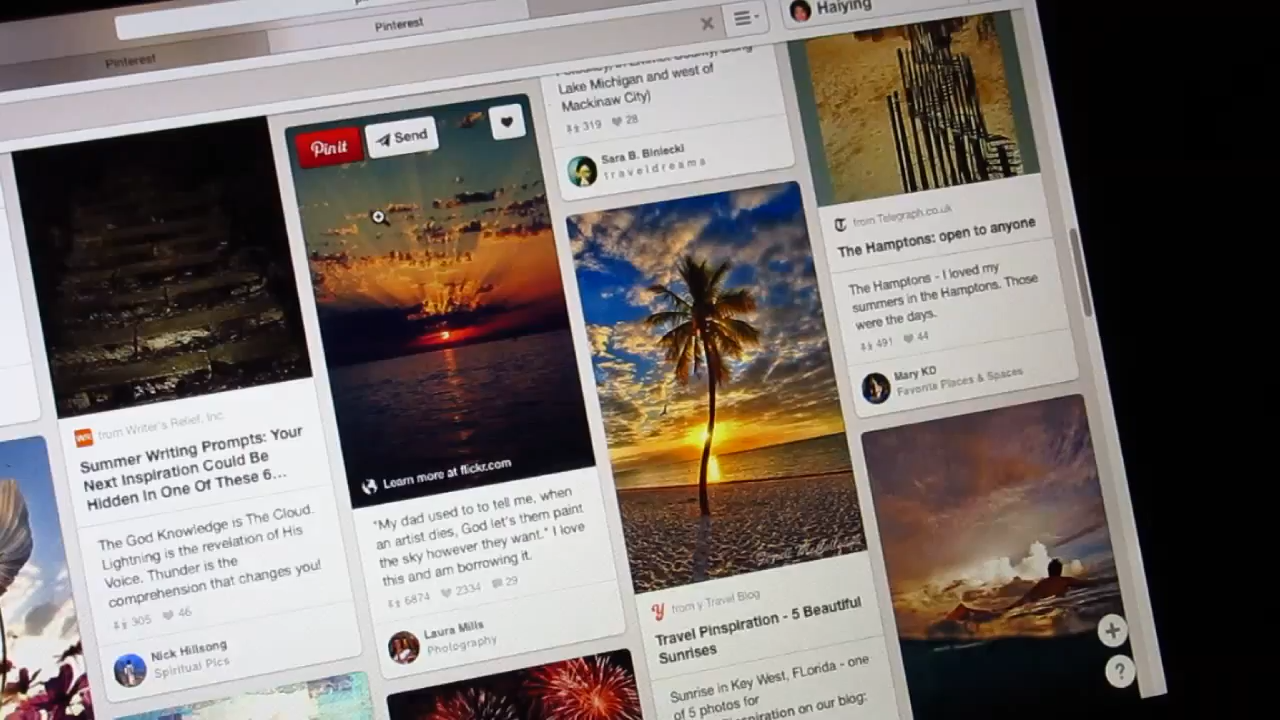 Pinterest
Pinterest
Haiying
Lake Michigan and west of
Mackinaw City)
319 28
Sara B. Biniecki
traveldreams
Pin it
Send
Learn more at flickr.com
"My dad used to to tell me, when
an artist dies, God let's them paint
the sky however they want." I love
this and am borrowing it.
6874 2334 29
Laura Mills
Photography
from Writer's Relief, Inc.
Summer Writing Prompts: Your
Next Inspiration Could Be
Hidden In One Of These 6...
The God Knowledge is The Cloud.
Lightning is the revelation of His
Voice. Thunder is the
comprehension that changes you!
305 46
Nick Hillsong
Spiritual Pics
from y Travel Blog
Travel Pinspiration - 5 Beautiful
Sunrises
Sunrise in Key West, FLorida - one
of 5 photos for
on our blog:
from Telegraph.co.uk
The Hamptons: open to anyone
The Hamptons - I loved my
summers in the Hamptons. Those
were the days.
491 44
Mary KD
Favorite Places & Spaces
+
?